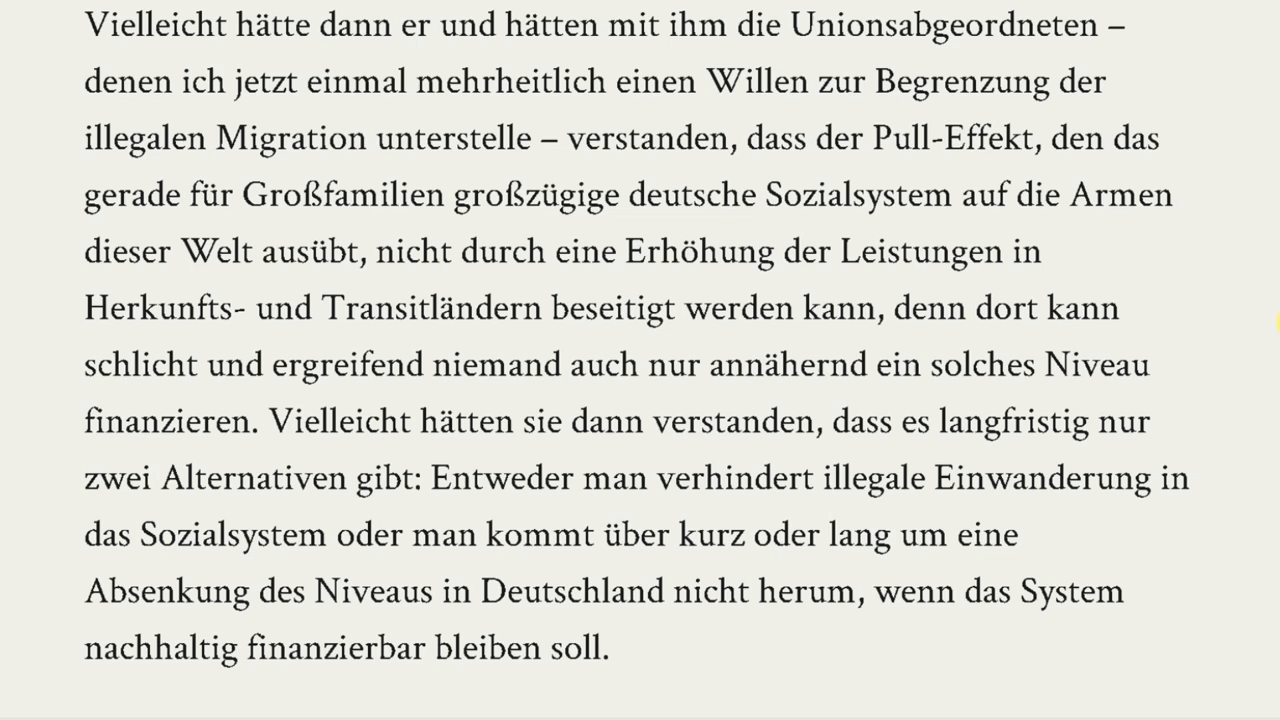 Vielleicht hätte dann er und hätten mit ihm die Unionsabgeordneten –
denen ich jetzt einmal mehrheitlich einen Willen zur Begrenzung der
illegalen Migration unterstelle – verstanden, dass der Pull-Effekt, den das
gerade für Großfamilien großzügige deutsche Sozialsystem auf die Armen
dieser Welt ausübt, nicht durch eine Erhöhung der Leistungen in
Herkunfts- und Transitländern beseitigt werden kann, denn dort kann
schlicht und ergreifend niemand auch nur annähernd ein solches Niveau
finanzieren. Vielleicht hätten sie dann verstanden, dass es langfristig nur
zwei Alternativen gibt: Entweder man verhindert illegale Einwanderung in
das Sozialsystem oder man kommt über kurz oder lang um eine
Absenkung des Niveaus in Deutschland nicht herum, wenn das System
nachhaltig finanzierbar bleiben soll.